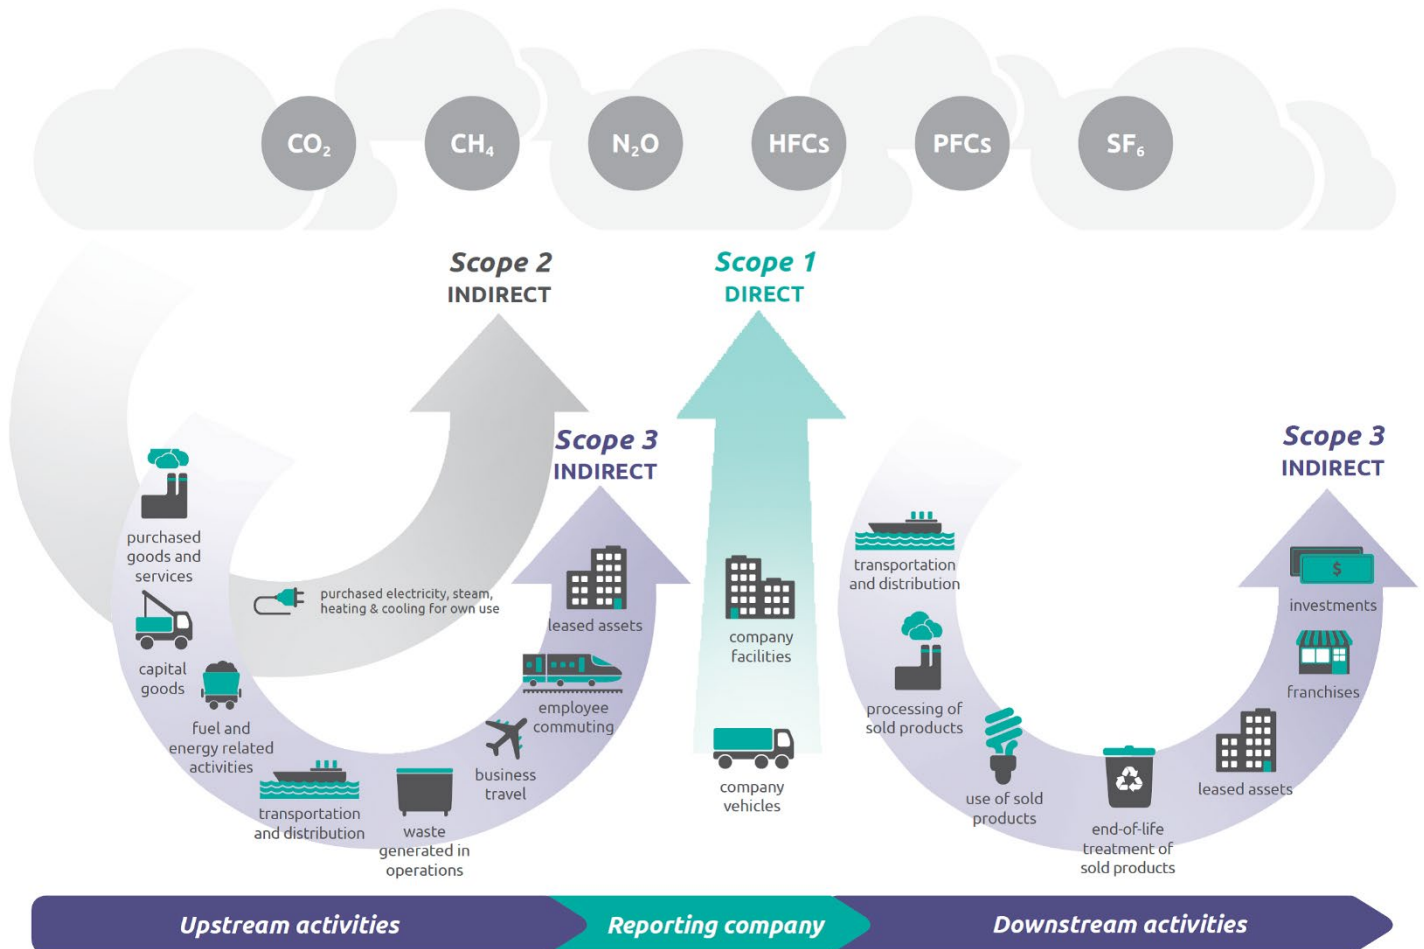 CO₂
CH₄
N₂O
HFCs
PFCs
SF₆
Scope 2
INDIRECT
Scope 1
DIRECT
Scope 3
INDIRECT
Scope 3
INDIRECT
purchased
goods and
services
capital
goods
fuel and
energy related
activities
purchased electricity, steam,
heating & cooling for own use
transportation
and distribution
waste
generated in
operations
business
travel
employee
commuting
leased assets
company
facilities
company
vehicles
transportation
and distribution
processing of
sold products
use of sold
products
end-of-life
treatment of
sold products
leased assets
franchises
$
investments
Upstream activities
Reporting company
Downstream activities